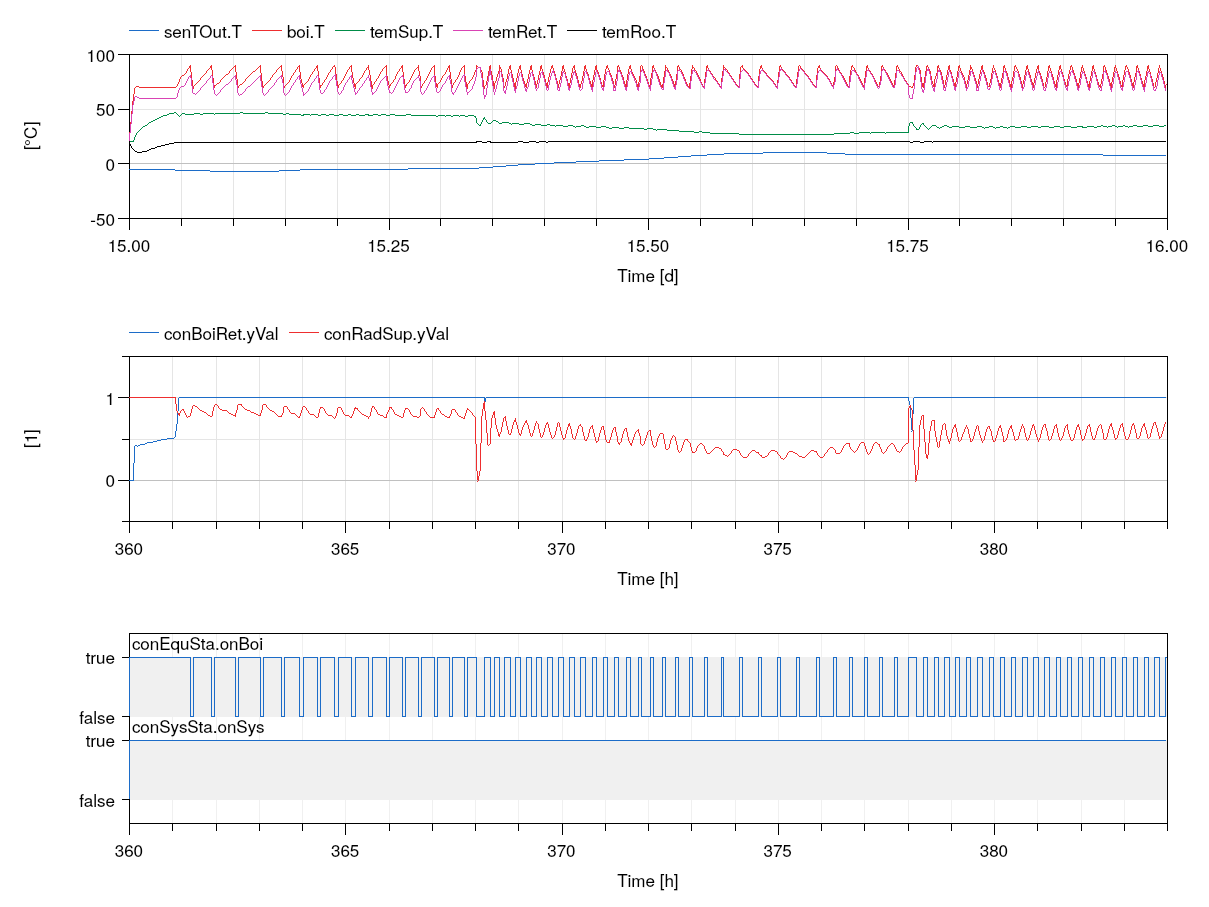 senTOut.T boi.T temSup.T temRet.T temRoo.T
100
50
0
-50
[°C]
15.00 15.25 15.50 15.75 16.00
Time [d]
conBoiRet.yVal conRadSup.yVal
1
0
[1]
360 365 370 375 380
Time [h]
conEquSta.onBoi
true
false
conSysSta.onSys
true
false
360 365 370 375 380
Time [h]